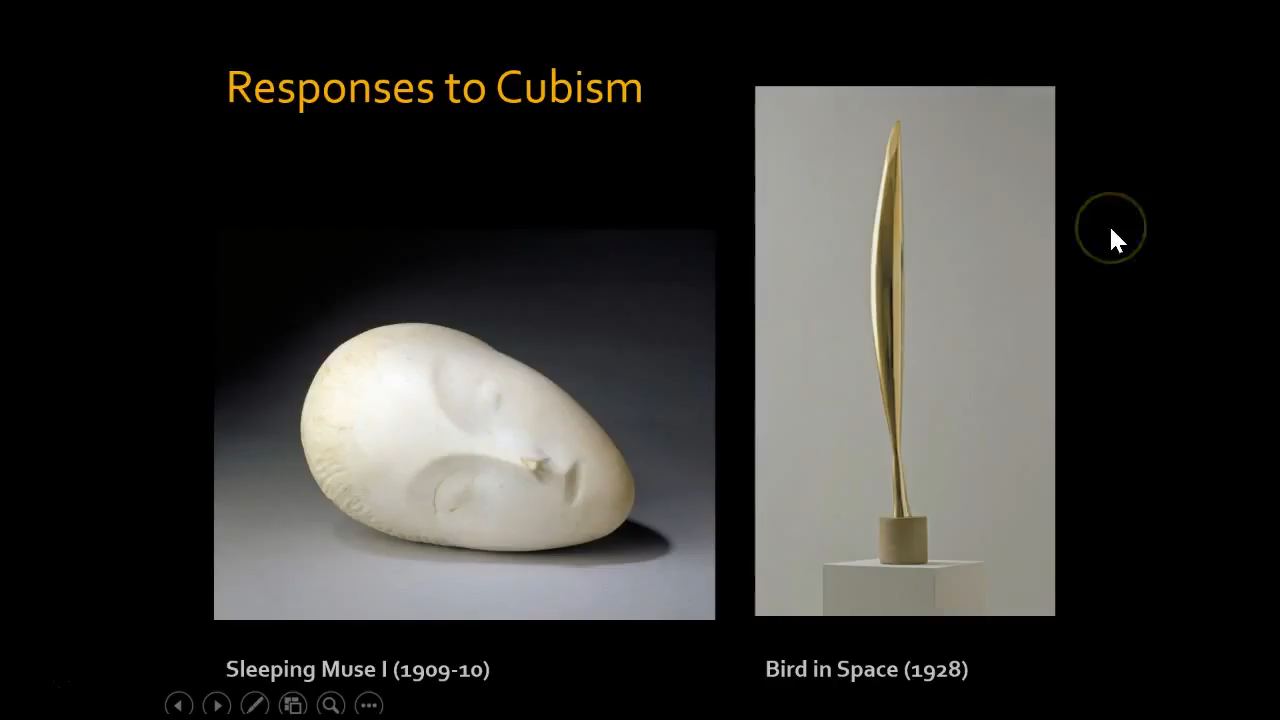 Responses to Cubism
Sleeping Muse I (1909-10)
Bird in Space (1928)